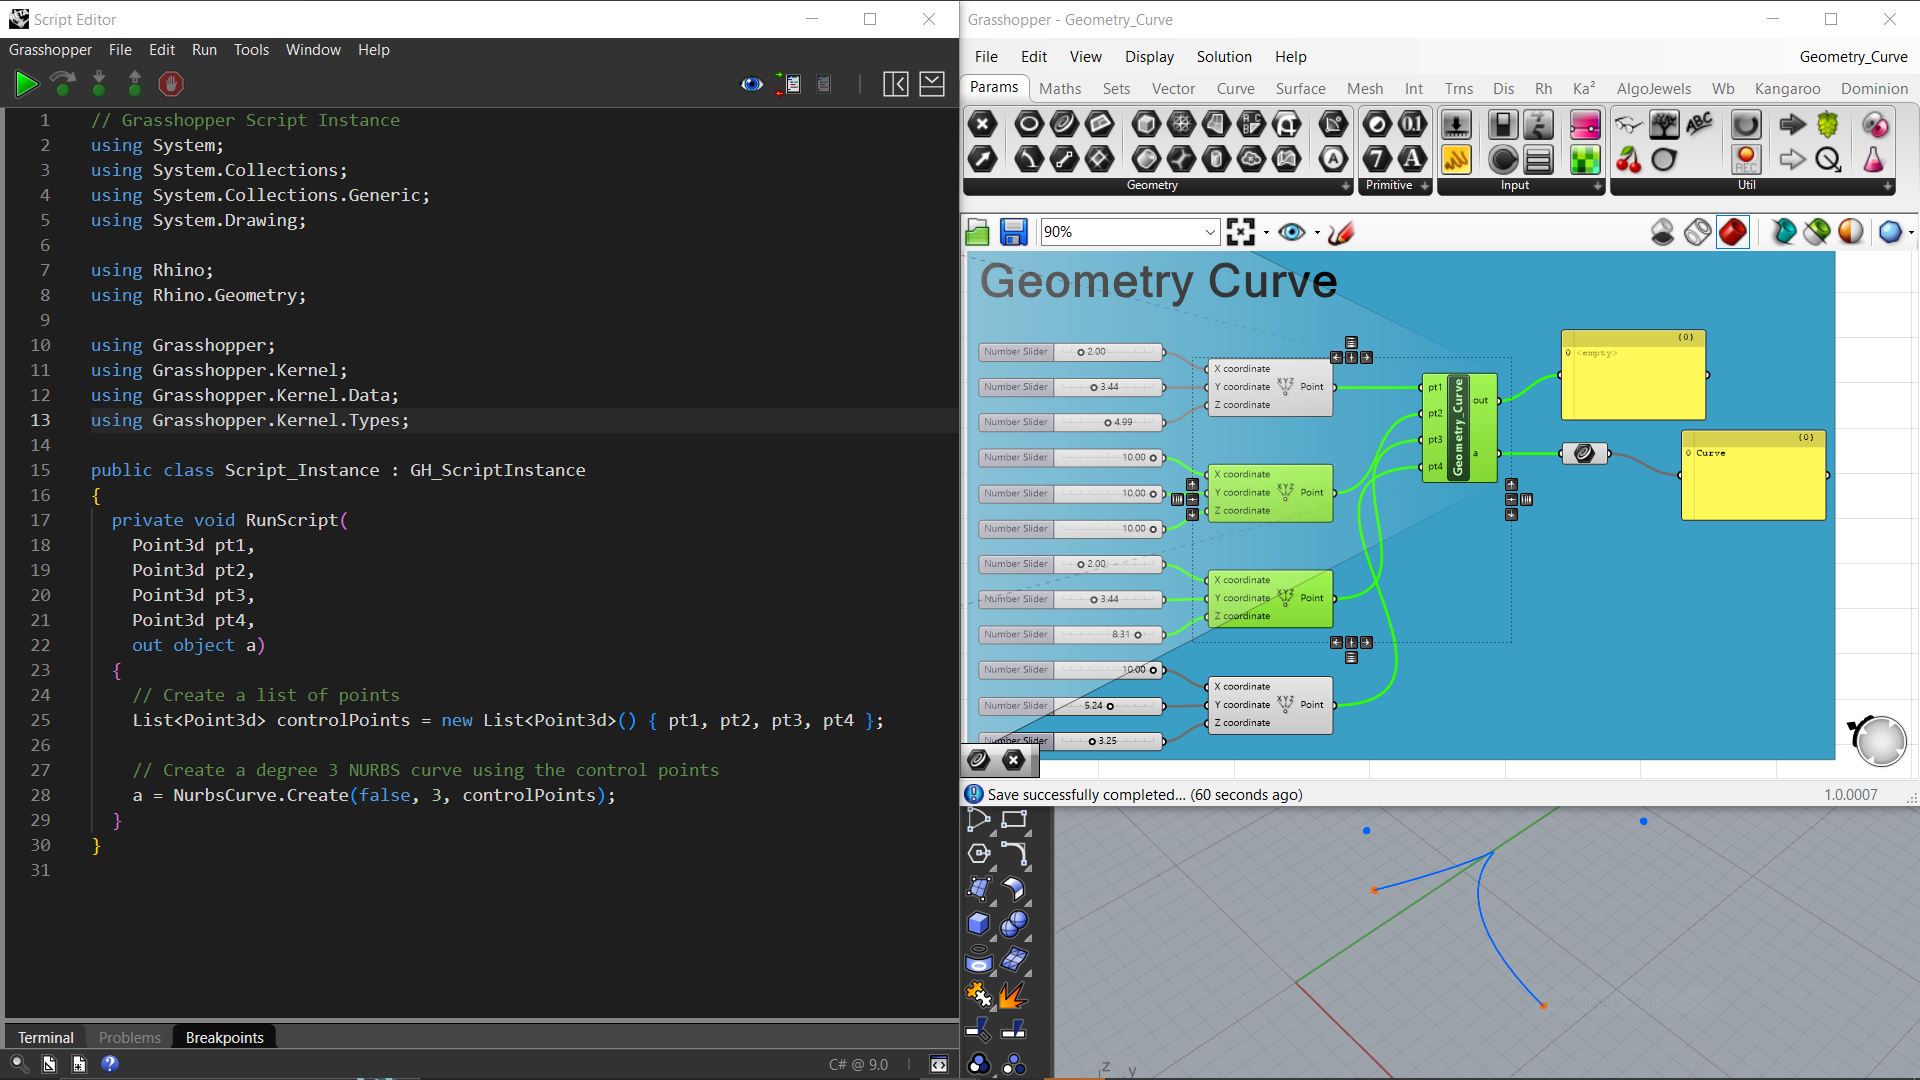 Script Editor
Grasshopper File Edit Run Tools Window Help
1 // Grasshopper Script Instance
2 using System;
3 using System.Collections;
4 using System.Collections.Generic;
5 using System.Drawing;
6
7 using Rhino;
8 using Rhino.Geometry;
9
10 using Grasshopper;
11 using Grasshopper.Kernel;
12 using Grasshopper.Kernel.Data;
13 using Grasshopper.Kernel.Types;
14
15 public class Script_Instance : GH_ScriptInstance
16 {
17 private void RunScript(
18 Point3d pt1,
19 Point3d pt2,
20 Point3d pt3,
21 Point3d pt4,
22 out object a)
23 {
24 // Create a list of points
25 List<Point3d> controlPoints = new List<Point3d>() { pt1, pt2, pt3, pt4 };
26
27 // Create a degree 3 NURBS curve using the control points
28 a = NurbsCurve.Create(false, 3, controlPoints);
29 }
30 }
31
Terminal Problems Breakpoints
C# @ 9.0
Grasshopper - Geometry_Curve
File Edit View Display Solution Help Geometry_Curve
Params Maths Sets Vector Curve Surface Mesh Int Trns Dis Rh Ka² AlgoJewels Wb Kangaroo Dominion
Geometry Primitive Input Util
90%
Geometry Curve
Number Slider 2.00
Number Slider 3.44
Number Slider 4.99
Number Slider 10.00
Number Slider 10.00
Number Slider 10.00
Number Slider 2.00
Number Slider 3.44
Number Slider 8.31
Number Slider 10.00
Number Slider 5.24
Number Slider 3.25
X coordinate
Y coordinate XYZ Point
Z coordinate
X coordinate
Y coordinate XYZ Point
Z coordinate
X coordinate
Y coordinate XYZ Point
Z coordinate
X coordinate
Y coordinate XYZ Point
Z coordinate
pt1
pt2
pt3
pt4
Geometry_Curve
out
a
{0}
0 <empty>
{0}
0 Curve
Save successfully completed... (60 seconds ago) 1.0.0007
z
y